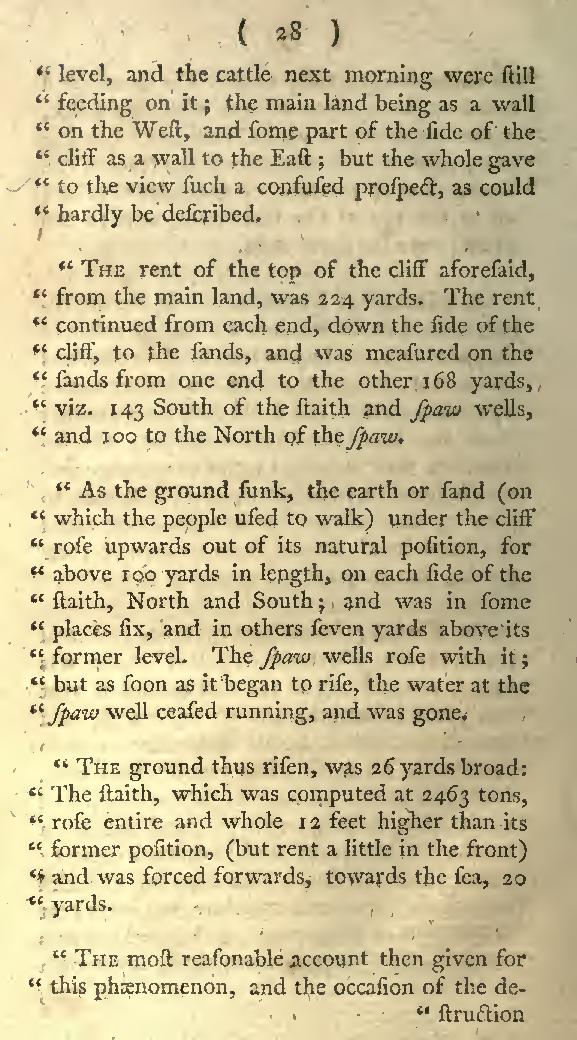 ( 28 )
“ level, and the cattle next morning were ſtill
“ feeding on it ; the main land being as a wall
“ on the Weſt, and ſome part of the ſide of the
“ cliff as a wall to the Eaſt ; but the whole gave
“ to the view ſuch a confuſed proſpect, as could
“ hardly be deſcribed.
“ THE rent of the top of the cliff aforeſaid,
“ from the main land, was 224 yards. The rent
“ continued from each end, down the ſide of the
“ cliff, to the ſands, and was meaſured on the
“ ſands from one end to the other 168 yards,
“ viz. 143 South of the ſtaith and ſpaw wells,
“ and 100 to the North of the ſpaw.
“ As the ground ſunk, the earth or ſand (on
“ which the people uſed to walk) under the cliff
“ roſe upwards out of its natural poſition, for
“ above 100 yards in length, on each ſide of the
“ ſtaith, North and South ; and was in ſome
“ places ſix, and in others ſeven yards above its
“ former level. The ſpaw wells roſe with it ;
“ but as ſoon as it began to riſe, the water at the
“ ſpaw well ceaſed running, and was gone.
“ THE ground thus riſen, was 26 yards broad:
“ The ſtaith, which was computed at 2463 tons,
“ roſe entire and whole 12 feet higher than its
“ former poſition, (but rent a little in the front)
“ and was forced forwards, towards the ſea, 20
“ yards.
“ THE moſt reaſonable account then given for
“ this phænomenon, and the occaſion of the de-
“ ſtruction